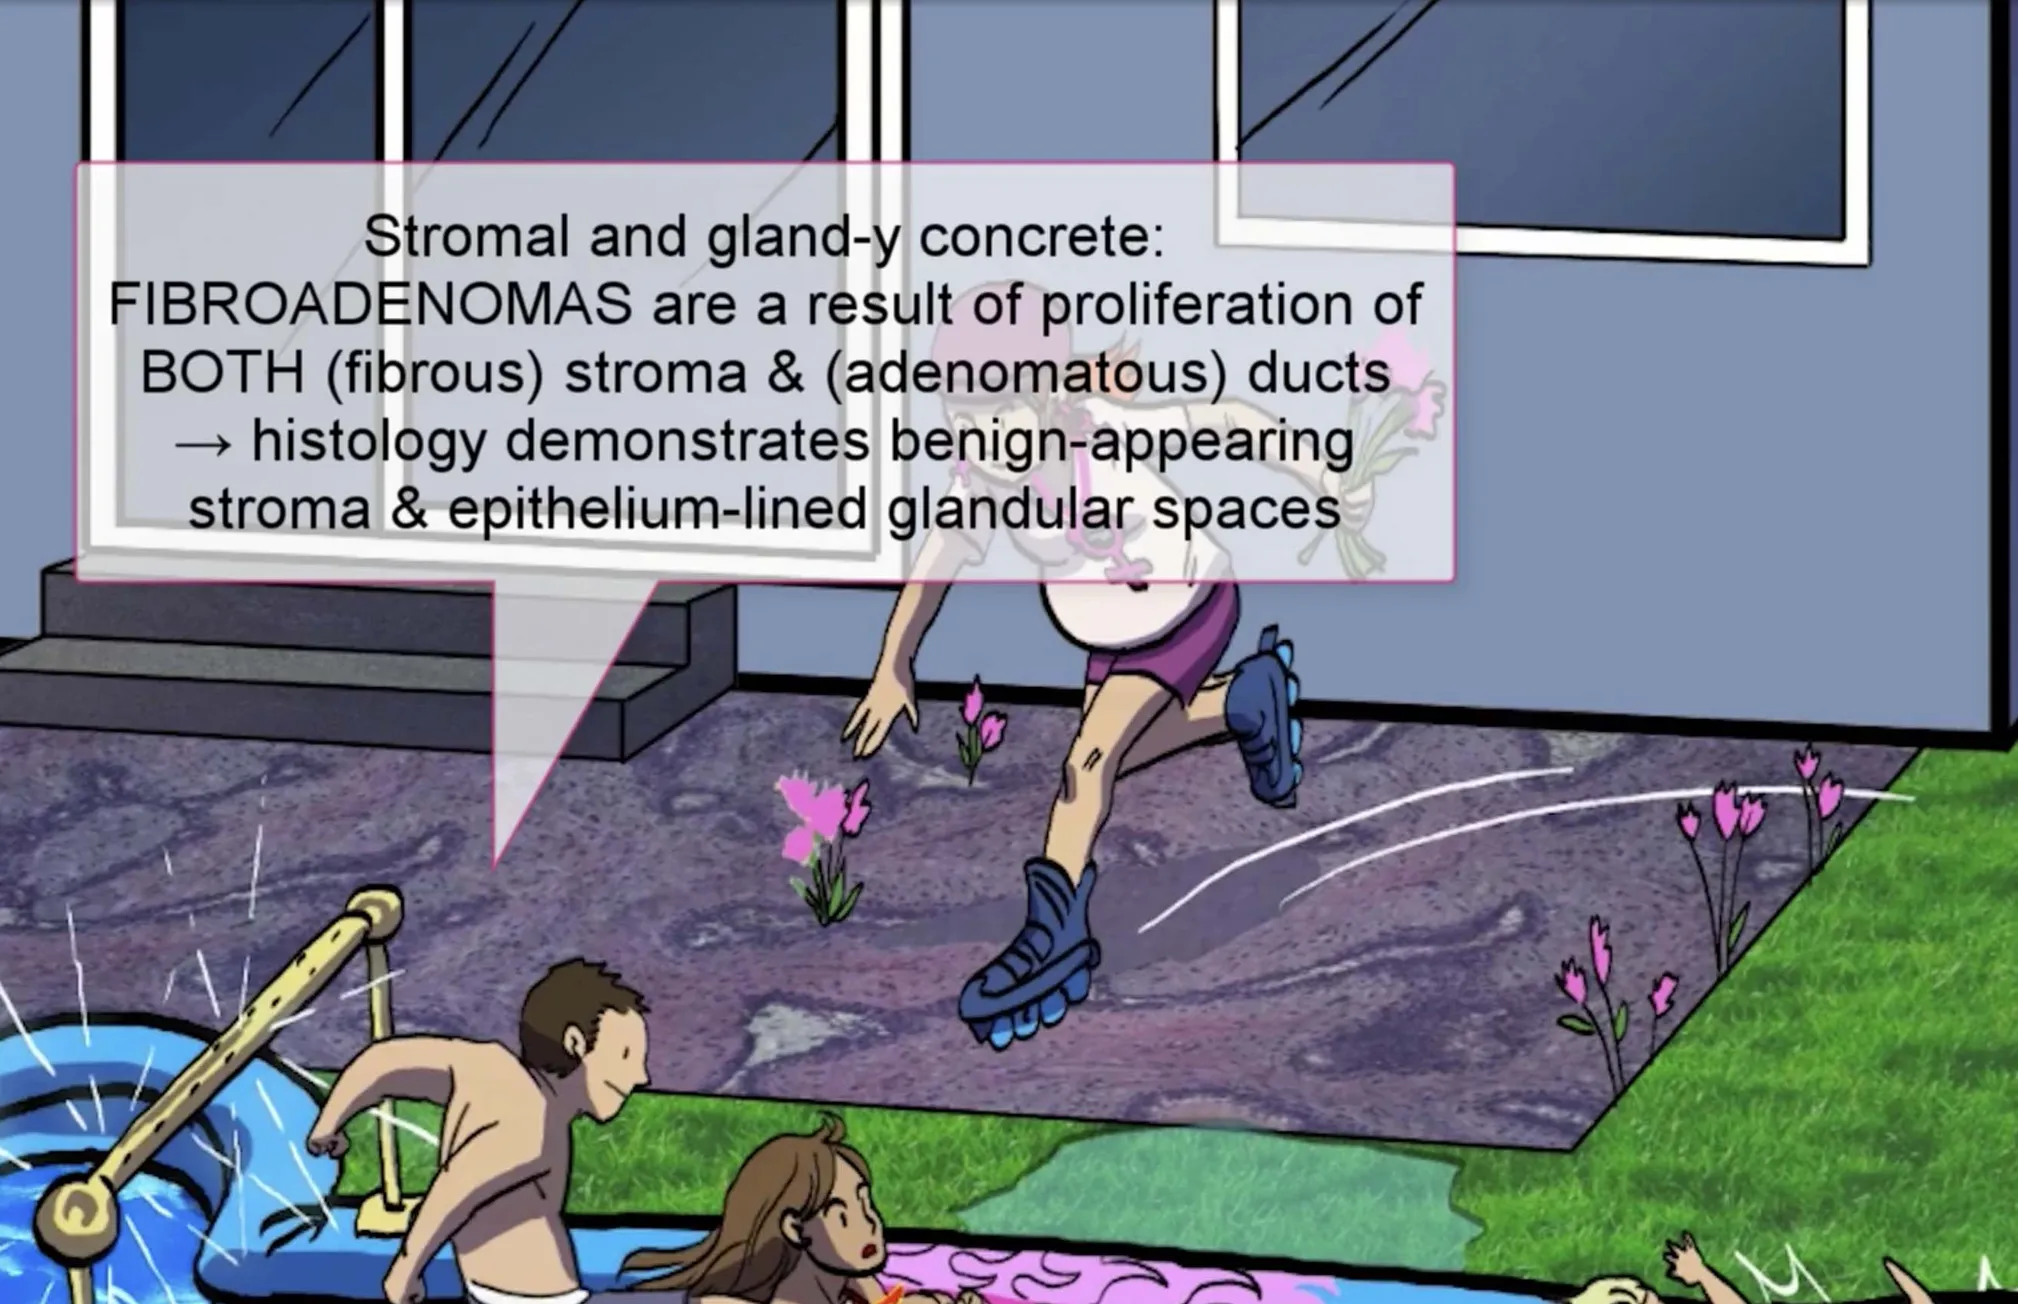 Stromal and gland-y concrete:
FIBROADENOMAS are a result of proliferation of
BOTH (fibrous) stroma & (adenomatous) ducts
→ histology demonstrates benign-appearing
stroma & epithelium-lined glandular spaces